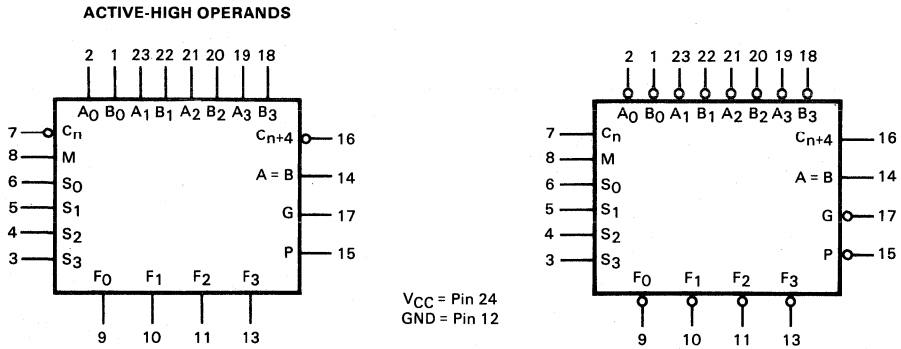 ACTIVE-HIGH OPERANDS
2 1 23 22 21 20 19 18
A0 B0 A1 B1 A2 B2 A3 B3
7 Cn Cn+4 16
8 M
6 S0 A = B 14
5 S1 G 17
4 S2
3 S3 P 15
F0 F1 F2 F3
9 10 11 13
VCC = Pin 24
GND = Pin 12
2 1 23 22 21 20 19 18
A0 B0 A1 B1 A2 B2 A3 B3
7 Cn Cn+4 16
8 M
6 S0 A = B 14
5 S1 G 17
4 S2
3 S3 P 15
F0 F1 F2 F3
9 10 11 13